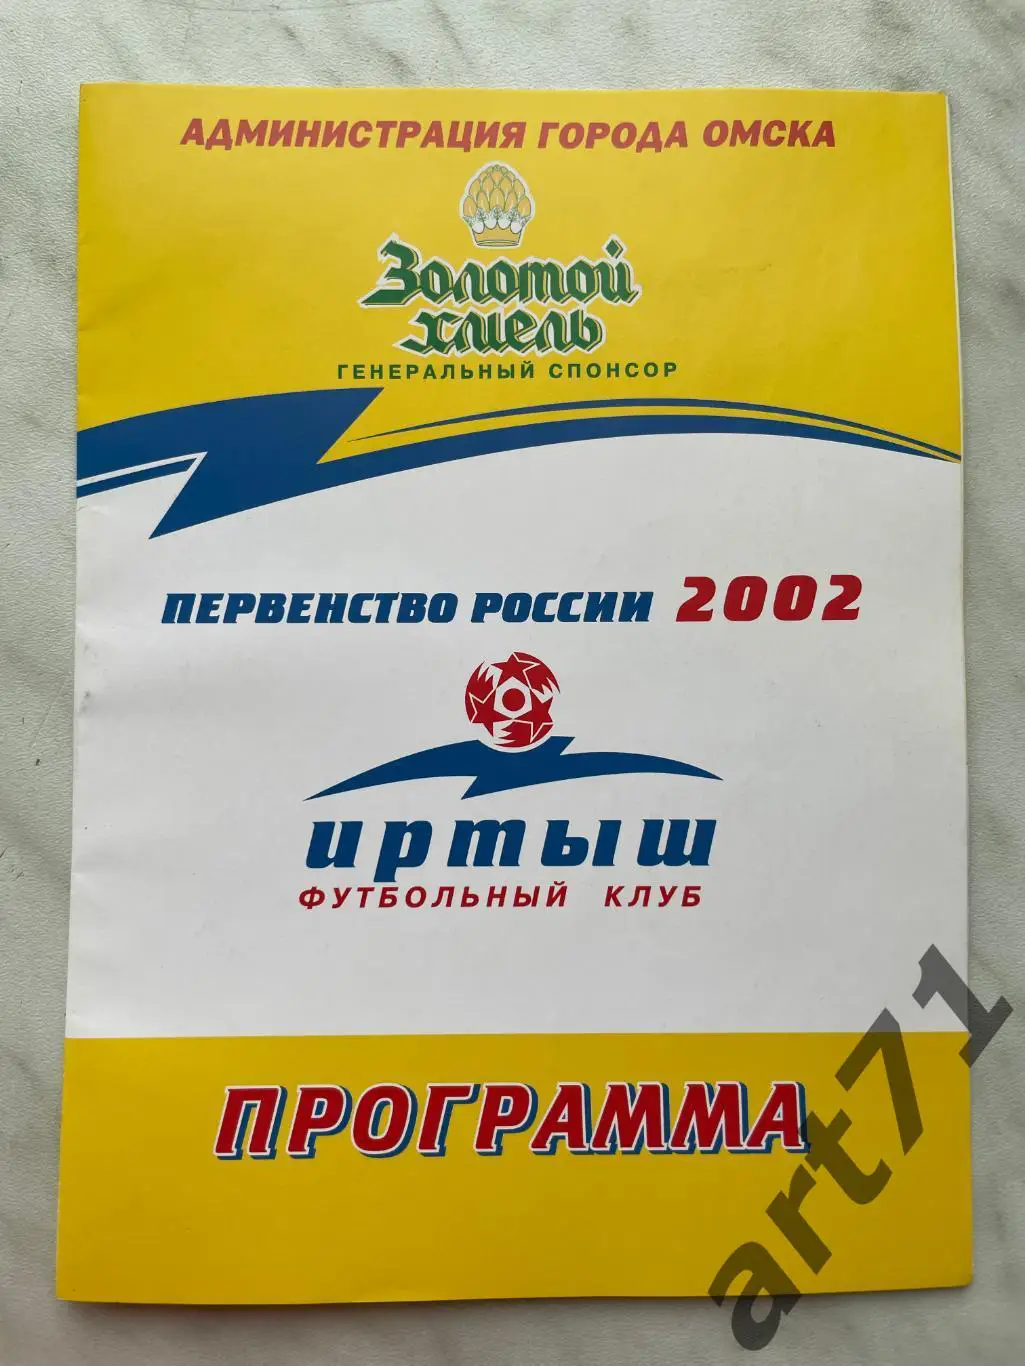 АДМИНИСТРАЦИЯ ГОРОДА ОМСКА
Золотой
хмель
ГЕНЕРАЛЬНЫЙ СПОНСОР
ПЕРВЕНСТВО РОССИИ 2002
иртыш
ФУТБОЛЬНЫЙ КЛУБ
ПРОГРАММА
art71